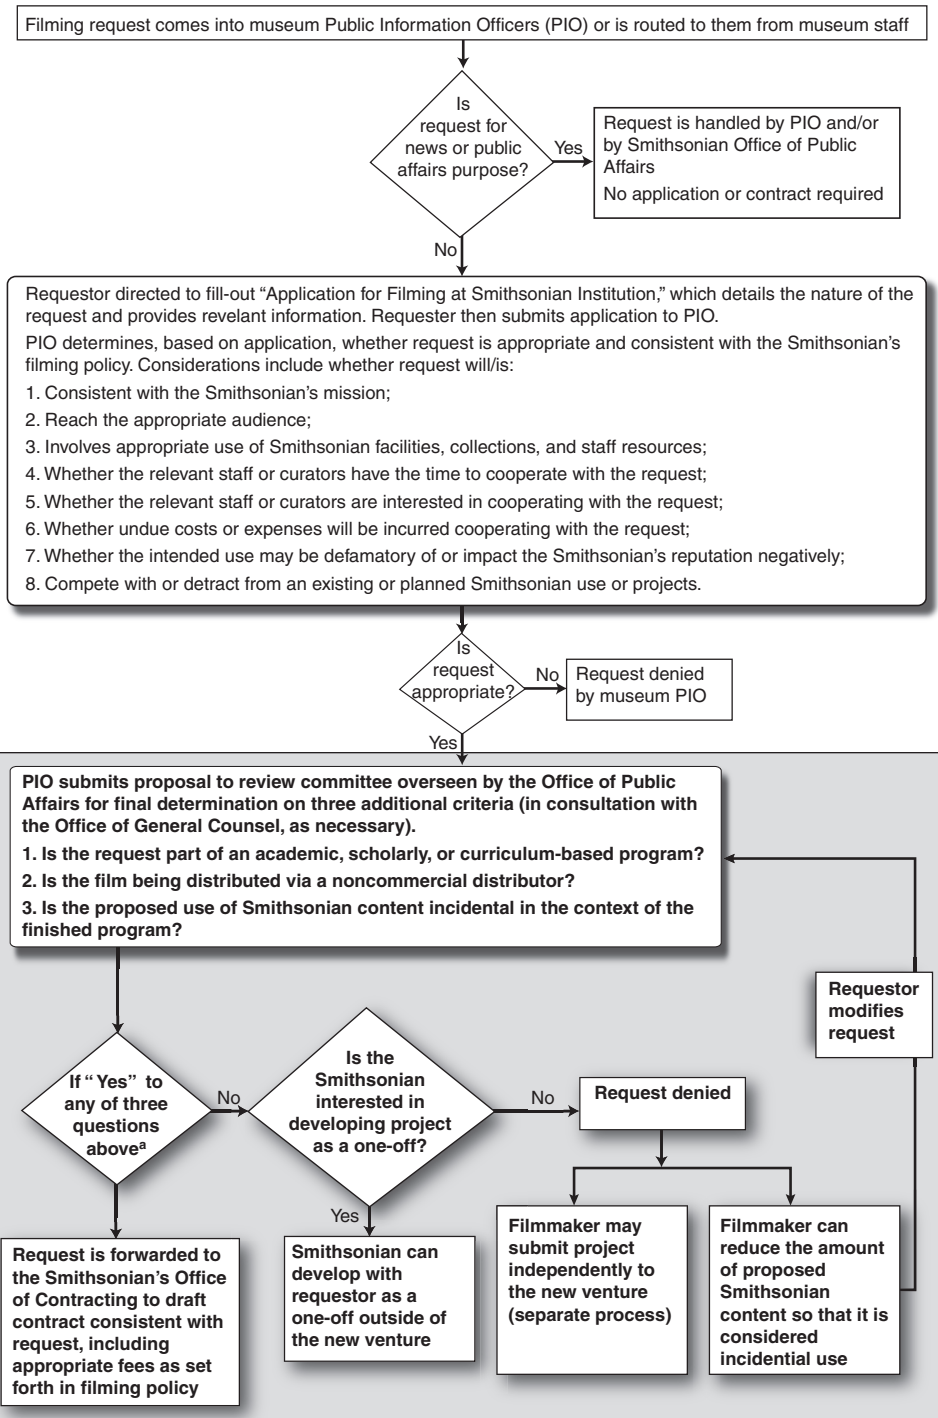 Filming request comes into museum Public Information Officers (PIO) or is routed to them from museum staff
Is
request for
news or public
affairs purpose?
Yes
Request is handled by PIO and/or
by Smithsonian Office of Public
Affairs
No application or contract required
No
Requestor directed to fill-out “Application for Filming at Smithsonian Institution,” which details the nature of the
request and provides revelant information. Requester then submits application to PIO.
PIO determines, based on application, whether request is appropriate and consistent with the Smithsonian’s
filming policy. Considerations include whether request will/is:
1. Consistent with the Smithsonian’s mission;
2. Reach the appropriate audience;
3. Involves appropriate use of Smithsonian facilities, collections, and staff resources;
4. Whether the relevant staff or curators have the time to cooperate with the request;
5. Whether the relevant staff or curators are interested in cooperating with the request;
6. Whether undue costs or expenses will be incurred cooperating with the request;
7. Whether the intended use may be defamatory of or impact the Smithsonian’s reputation negatively;
8. Compete with or detract from an existing or planned Smithsonian use or projects.
Is
request
appropriate?
No
Request denied
by museum PIO
Yes
PIO submits proposal to review committee overseen by the Office of Public
Affairs for final determination on three additional criteria (in consultation with
the Office of General Counsel, as necessary).
1. Is the request part of an academic, scholarly, or curriculum-based program?
2. Is the film being distributed via a noncommercial distributor?
3. Is the proposed use of Smithsonian content incidental in the context of the
finished program?
Requestor
modifies
request
If “Yes” to
any of three
questions
aboveᵃ
No
Is the
Smithsonian
interested in
developing project
as a one-off?
No
Request denied
Yes
Request is forwarded to
the Smithsonian’s Office
of Contracting to draft
contract consistent with
request, including
appropriate fees as set
forth in filming policy
Smithsonian can
develop with
requestor as a
one-off outside of
the new venture
Filmmaker may
submit project
independently to
the new venture
(separate process)
Filmmaker can
reduce the amount
of proposed
Smithsonian
content so that it is
considered
incidential use